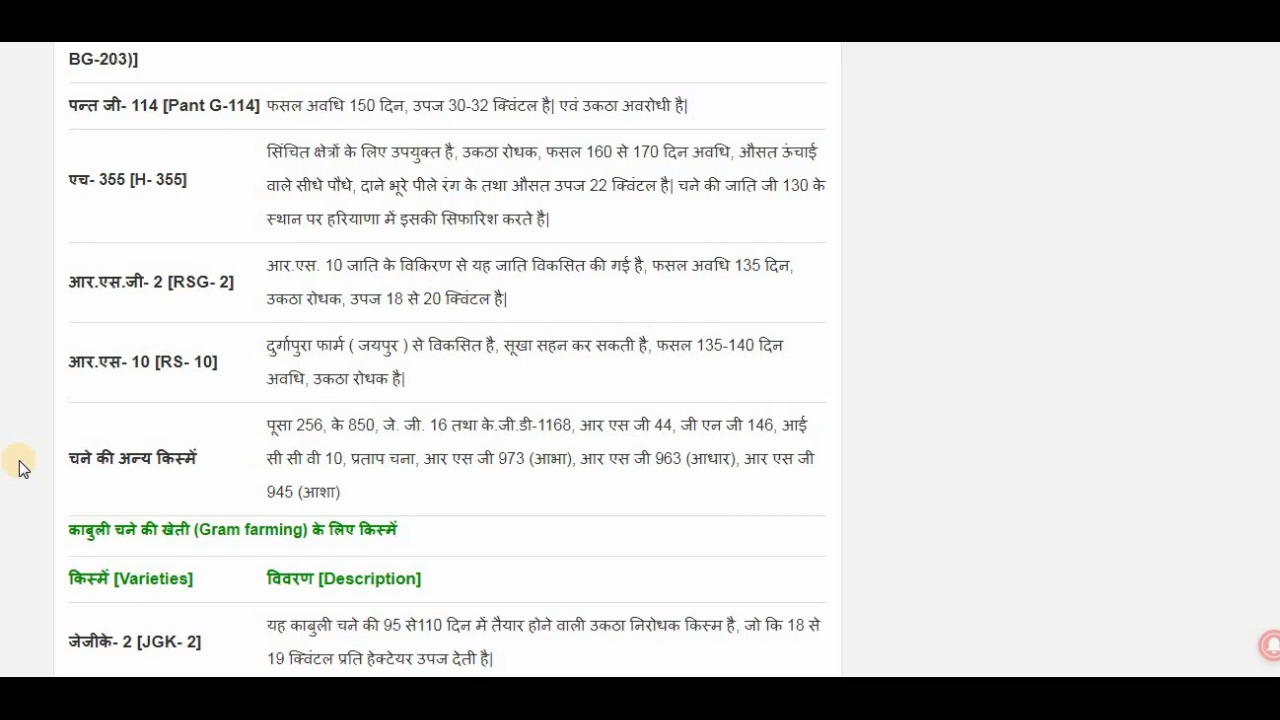 BG-203)]
पन्त जी- 114 [Pant G-114] फसल अवधि 150 दिन, उपज 30-32 क्विंटल है| एवं उकठा अवरोधी है|
सिंचित क्षेत्रों के लिए उपयुक्त है, उकठा रोधक, फसल 160 से 170 दिन अवधि, औसत ऊंचाई
एच- 355 [H- 355]
वाले सीधे पौधे, दाने भूरे पीले रंग के तथा औसत उपज 22 क्विंटल है| चने की जाति जी 130 के
स्थान पर हरियाणा में इसकी सिफारिश करते है|
आर.एस. 10 जाति के विकिरण से यह जाति विकसित की गई है, फसल अवधि 135 दिन,
आर.एस.जी- 2 [RSG- 2]
उकठा रोधक, उपज 18 से 20 क्विंटल है|
दुर्गापुरा फार्म ( जयपुर ) से विकसित है, सूखा सहन कर सकती है, फसल 135-140 दिन
आर.एस- 10 [RS- 10]
अवधि, उकठा रोधक है|
पूसा 256, के 850, जे. जी. 16 तथा के.जी.डी-1168, आर एस जी 44, जी एन जी 146, आई
चने की अन्य किस्में
सी सी वी 10, प्रताप चना, आर एस जी 973 (आभा), आर एस जी 963 (आधार), आर एस जी
945 (आशा)
काबुली चने की खेती (Gram farming) के लिए किस्में
किस्में [Varieties] विवरण [Description]
यह काबुली चने की 95 से110 दिन में तैयार होने वाली उकठा निरोधक किस्म है, जो कि 18 से
जेजीके- 2 [JGK- 2]
19 क्विंटल प्रति हेक्टेयर उपज देती है|